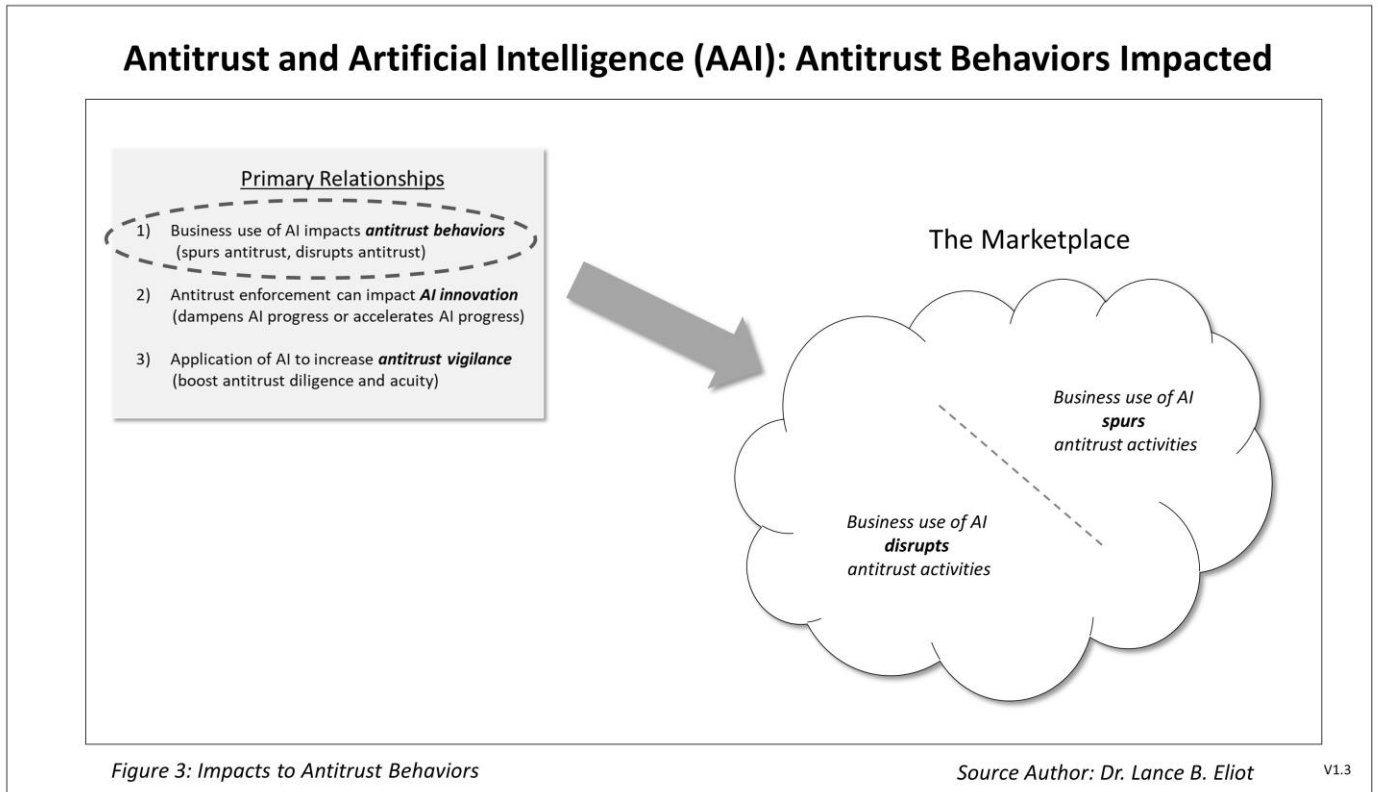 Antitrust and Artificial Intelligence (AAI): Antitrust Behaviors Impacted
Primary Relationships
1) Business use of AI impacts antitrust behaviors
(spurs antitrust, disrupts antitrust)
2) Antitrust enforcement can impact AI innovation
(dampens AI progress or accelerates AI progress)
3) Application of AI to increase antitrust vigilance
(boost antitrust diligence and acuity)
The Marketplace
Business use of AI
spurs
antitrust activities
Business use of AI
disrupts
antitrust activities
Figure 3: Impacts to Antitrust Behaviors
Source Author: Dr. Lance B. Eliot
V1.3